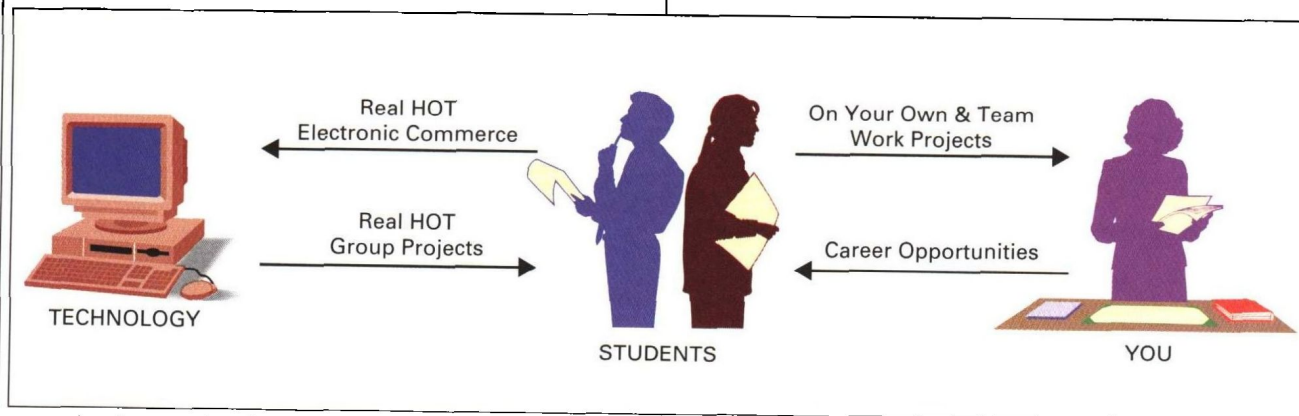 Real HOT
Electronic Commerce
On Your Own & Team
Work Projects
Real HOT
Group Projects
Career Opportunities
TECHNOLOGY
STUDENTS
YOU